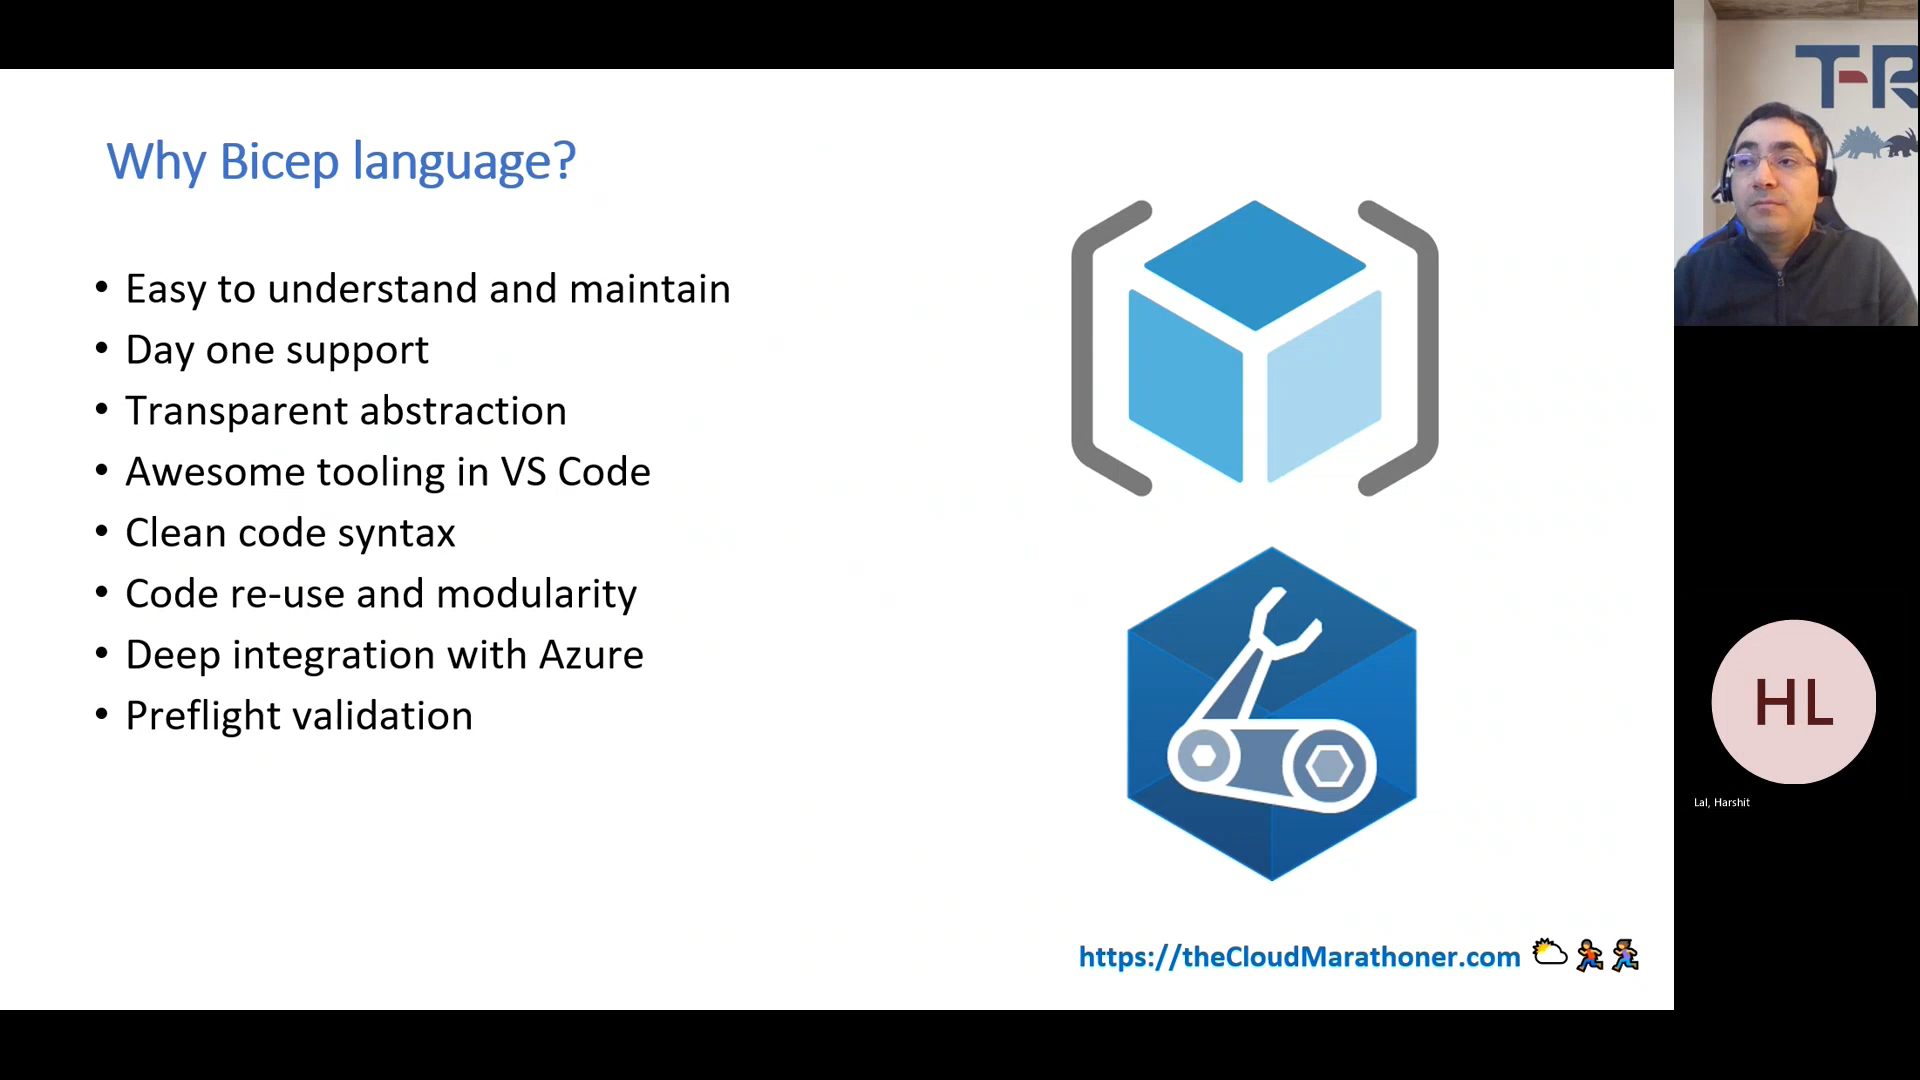 Why Bicep language?
• Easy to understand and maintain
• Day one support
• Transparent abstraction
• Awesome tooling in VS Code
• Clean code syntax
• Code re-use and modularity
• Deep integration with Azure
• Preflight validation
https://theCloudMarathoner.com
T-R
HL
Lal, Harshit